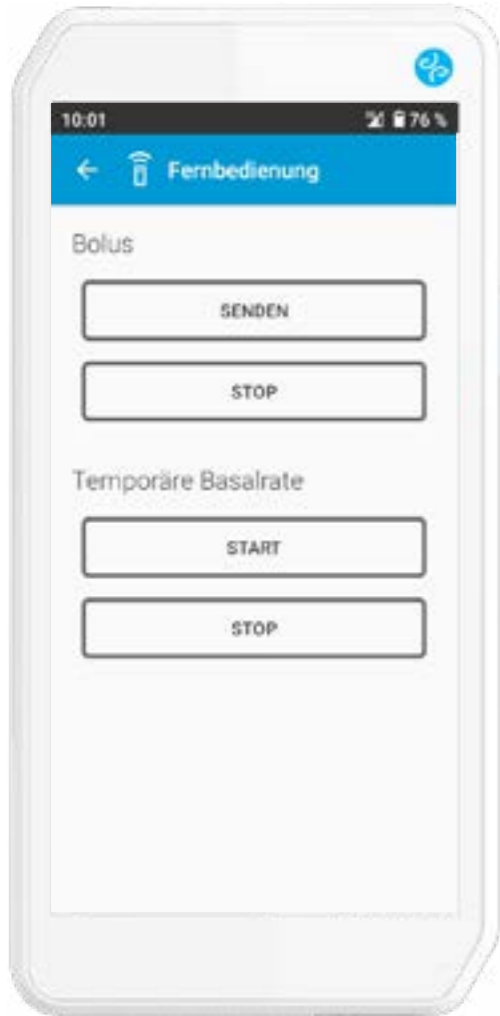 10:01 76 %
Fernbedienung
Bolus
SENDEN
STOP
Temporäre Basalrate
START
STOP